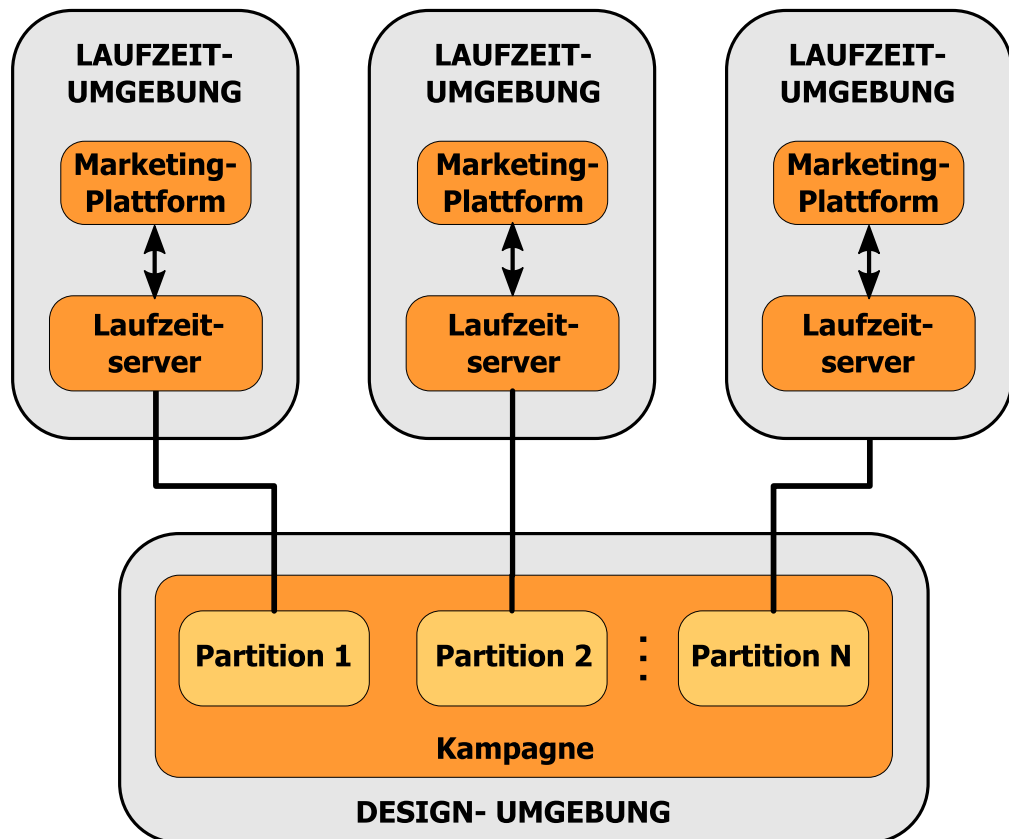 LAUFZEIT-
UMGEBUNG
Marketing-
Plattform
Laufzeit-
server
LAUFZEIT-
UMGEBUNG
Marketing-
Plattform
Laufzeit-
server
LAUFZEIT-
UMGEBUNG
Marketing-
Plattform
Laufzeit-
server
Partition 1
Partition 2
Partition N
Kampagne
DESIGN- UMGEBUNG